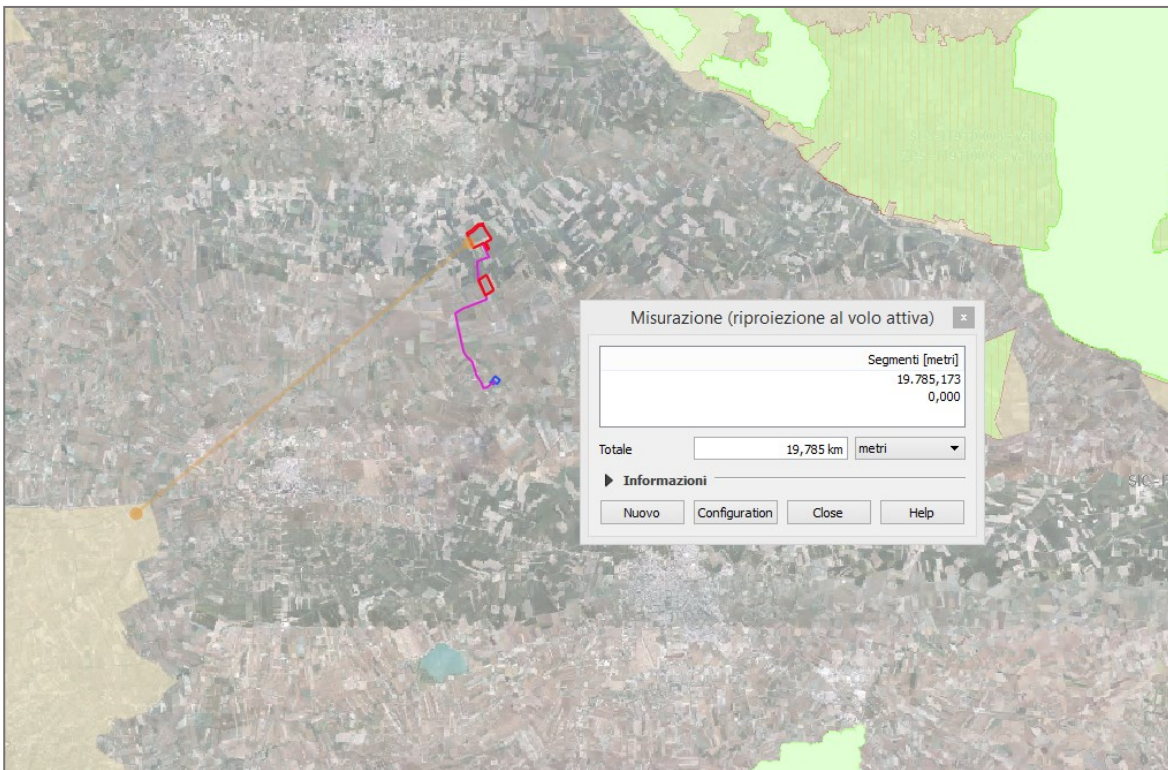 Misurazione (riproiezione al volo attiva)
x
Segmenti [metri]
19.785,173
0,000
Totale
19,785 km
metri
Informazioni
Nuovo
Configuration
Close
Help